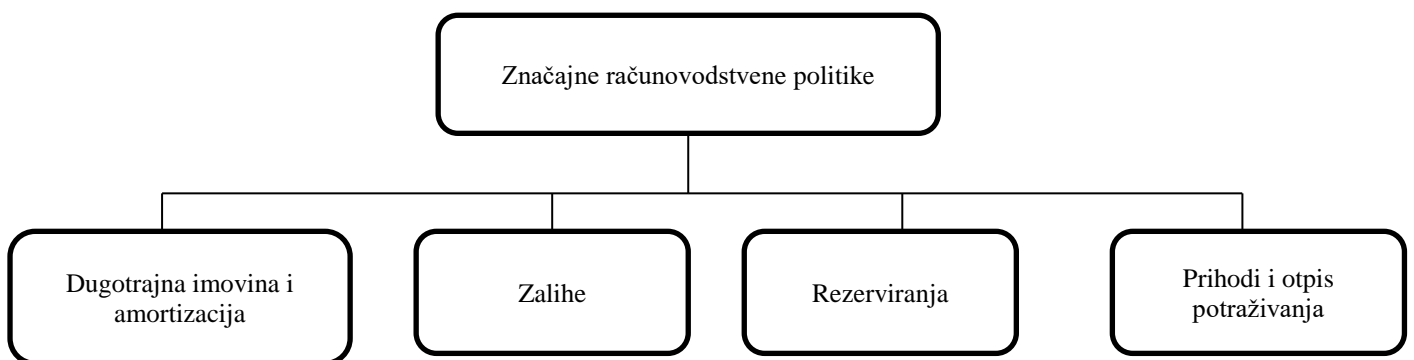 Značajne računovodstvene politike
Dugotrajna imovina i
amortizacija
Zalihe
Rezerviranja
Prihodi i otpis
potraživanja